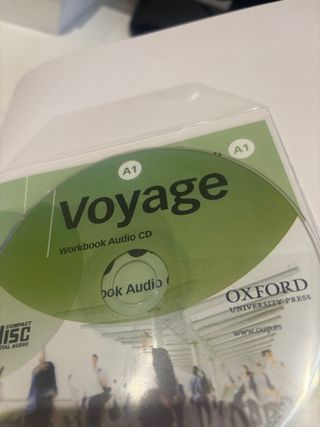 A1
A1
Voyage
Workbook Audio CD
ook Audio
OXFORD
UNIVERSITY PRESS
www.oup.es
COMPACT
disc
DIGITAL AUDIO